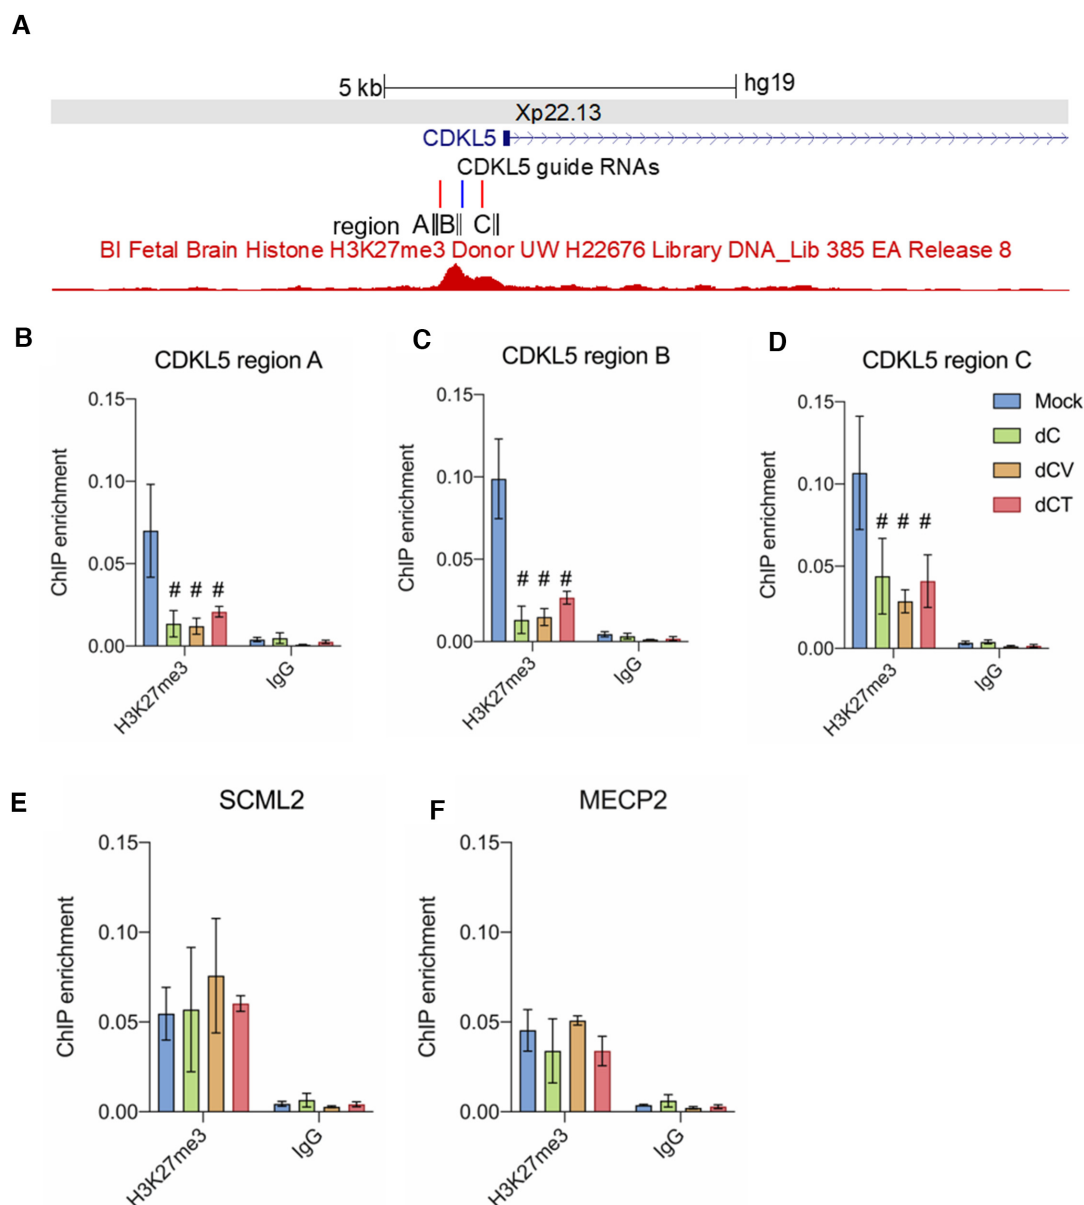 A
5 kb
hg19
Xp22.13
CDKL5
CDKL5 guide RNAs
region A B C
BI Fetal Brain Histone H3K27me3 Donor UW H22676 Library DNA_Lib 385 EA Release 8
B
CDKL5 region A
0.15
0.10
0.05
0.00
ChIP enrichment
# # #
H3K27me3
IgG
C
CDKL5 region B
0.15
0.10
0.05
0.00
ChIP enrichment
# # #
H3K27me3
IgG
D
CDKL5 region C
0.15
0.10
0.05
0.00
ChIP enrichment
# # #
H3K27me3
IgG
Mock
dC
dCV
dCT
E
SCML2
0.15
0.10
0.05
0.00
ChIP enrichment
H3K27me3
IgG
F
MECP2
0.15
0.10
0.05
0.00
ChIP enrichment
H3K27me3
IgG